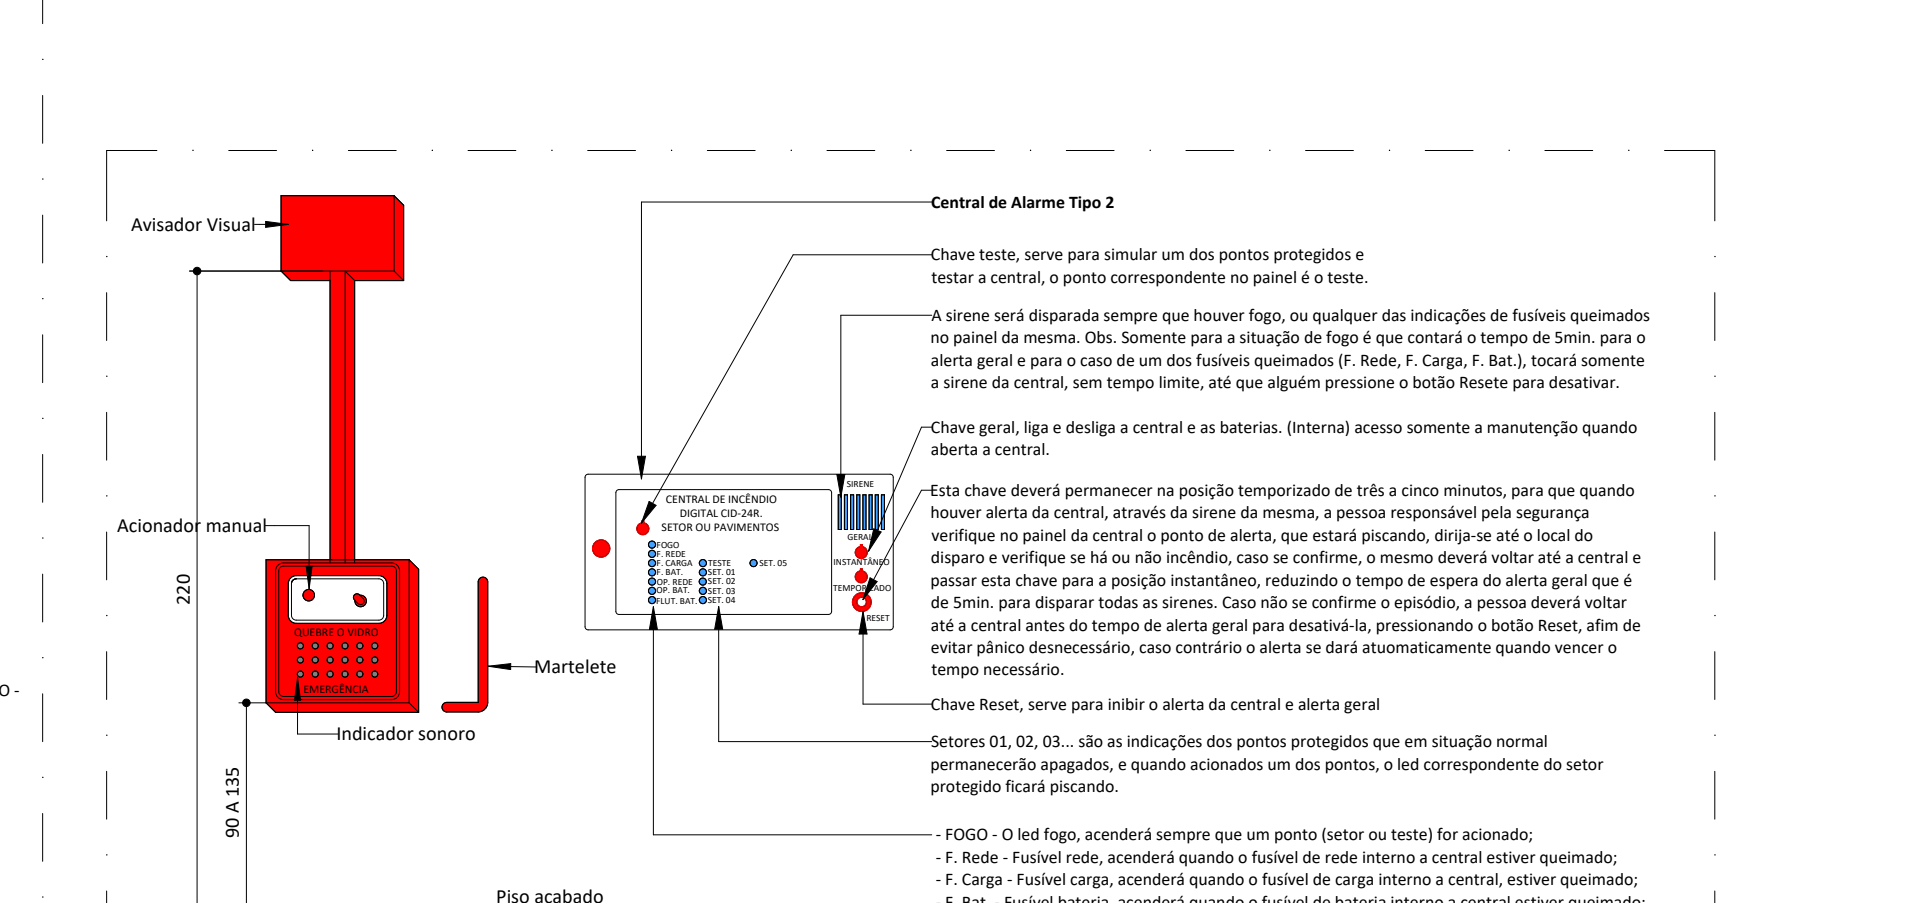 Avisador Visual
Acionador manual
220
QUEBRE O VIDRO
EMERGÊNCIA
Martelete
Indicador sonoro
90 A 135
Piso acabado
O -
CENTRAL DE INCÊNDIO
DIGITAL CID-24R.
SETOR OU PAVIMENTOS
FOGO
F. REDE
F. CARGA
F. BAT.
OP. REDE
OP. BAT.
FLUT. BAT.
TESTE
SET. 01
SET. 02
SET. 03
SET. 04
SET. 05
SIRENE
GERAL
INSTANTÂNEO
TEMPORIZADO
RESET
Central de Alarme Tipo 2
Chave teste, serve para simular um dos pontos protegidos e
testar a central, o ponto correspondente no painel é o teste.
A sirene será disparada sempre que houver fogo, ou qualquer das indicações de fusíveis queimados
no painel da mesma. Obs. Somente para a situação de fogo é que contará o tempo de 5min. para o
alerta geral e para o caso de um dos fusíveis queimados (F. Rede, F. Carga, F. Bat.), tocará somente
a sirene da central, sem tempo limite, até que alguém pressione o botão Resete para desativar.
Chave geral, liga e desliga a central e as baterias. (Interna) acesso somente a manutenção quando
aberta a central.
Esta chave deverá permanecer na posição temporizado de três a cinco minutos, para que quando
houver alerta da central, através da sirene da mesma, a pessoa responsável pela segurança
verifique no painel da central o ponto de alerta, que estará piscando, dirija-se até o local do
disparo e verifique se há ou não incêndio, caso se confirme, o mesmo deverá voltar até a central e
passar esta chave para a posição instantâneo, reduzindo o tempo de espera do alerta geral que é
de 5min. para disparar todas as sirenes. Caso não se confirme o episódio, a pessoa deverá voltar
até a central antes do tempo de alerta geral para desativá-la, pressionando o botão Reset, afim de
evitar pânico desnecessário, caso contrário o alerta se dará atuomaticamente quando vencer o
tempo necessário.
Chave Reset, serve para inibir o alerta da central e alerta geral
Setores 01, 02, 03... são as indicações dos pontos protegidos que em situação normal
permanecerão apagados, e quando acionados um dos pontos, o led correspondente do setor
protegido ficará piscando.
- FOGO - O led fogo, acenderá sempre que um ponto (setor ou teste) for acionado;
- F. Rede - Fusível rede, acenderá quando o fusível de rede interno a central estiver queimado;
- F. Carga - Fusível carga, acenderá quando o fusível de carga interno a central, estiver queimado;
- F. Bat. - Fusível bateria, acenderá quando o fusível de bateria interno a central estiver queimado;